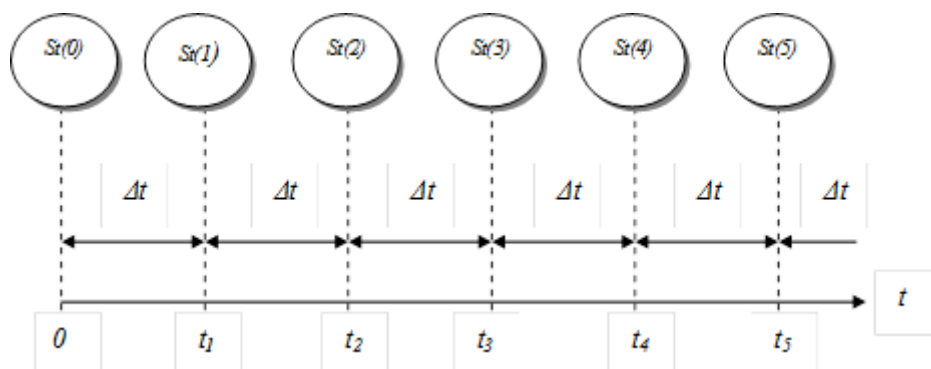 St(0) St(1) St(2) St(3) St(4) St(5)
Δt Δt Δt Δt Δt Δt
t
0 t₁ t₂ t₃ t₄ t₅